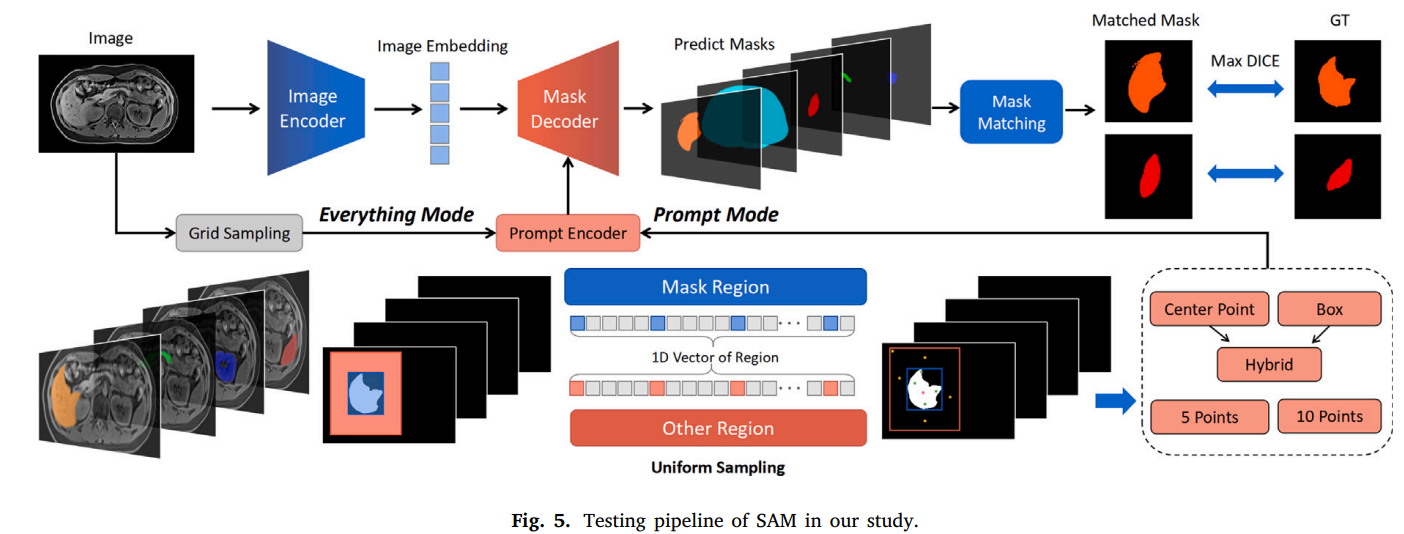 Image
Image Encoder
Image Embedding
Mask Decoder
Predict Masks
Mask Matching
Matched Mask
Max DICE
GT
Grid Sampling
Everything Mode
Prompt Encoder
Prompt Mode
Mask Region
1D Vector of Region
Other Region
Uniform Sampling
Center Point
Box
Hybrid
5 Points
10 Points
Fig. 5. Testing pipeline of SAM in our study.